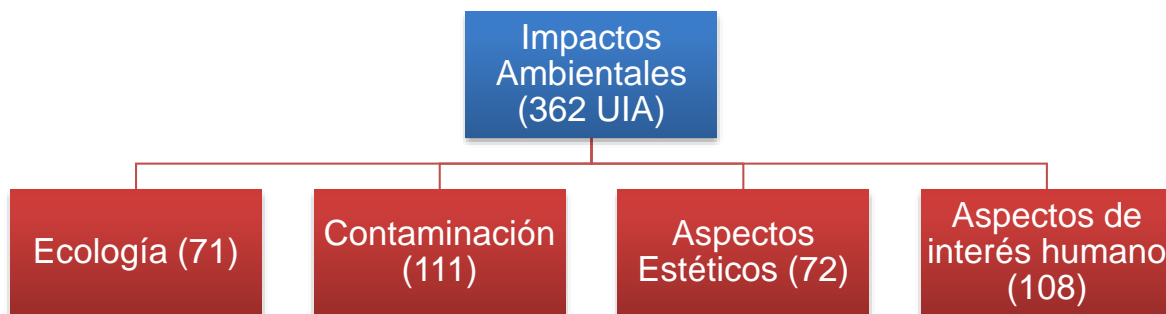 Impactos
Ambientales
(362 UIA)
Ecología (71)
Contaminación
(111)
Aspectos
Estéticos (72)
Aspectos de
interés humano
(108)